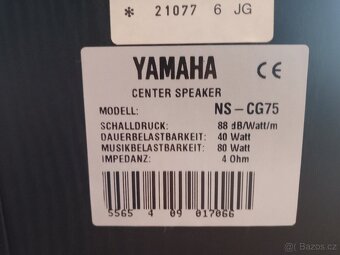 * 21077 6 JG
YAMAHA CE
CENTER SPEAKER
MODELL: NS-CG75
SCHALLDRUCK: 88 dB/Watt/m
DAUERBELASTBARKEIT: 40 Watt
MUSIKBELASTBARKEIT: 80 Watt
IMPEDANZ: 4 Ohm
5565 4 09 017066
bazos.cz